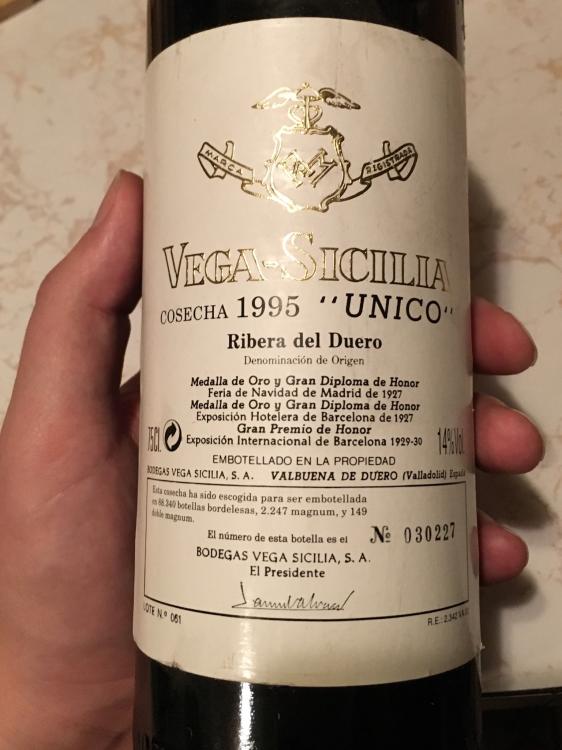 MARCA REGISTRADA
VEGA-SICILIA
COSECHA 1995 "UNICO"
Ribera del Duero
Denominación de Origen
Medalla de Oro y Gran Diploma de Honor
Feria de Navidad de Madrid de 1927
Medalla de Oro y Gran Diploma de Honor
Exposición Hotelera de Barcelona de 1927
Gran Premio de Honor
Exposición Internacional de Barcelona 1929-30
75Cl. 14%Vol.
EMBOTELLADO EN LA PROPIEDAD
BODEGAS VEGA SICILIA, S. A. VALBUENA DE DUERO (Valladolid) España
Esta cosecha ha sido escogida para ser embotellada
en 88.340 botellas bordelesas, 2.247 magnum, y 149
doble magnum.
El número de esta botella es el Nº 030227
BODEGAS VEGA SICILIA, S. A.
El Presidente
LOTE N.º 051 R.E.: 2.342